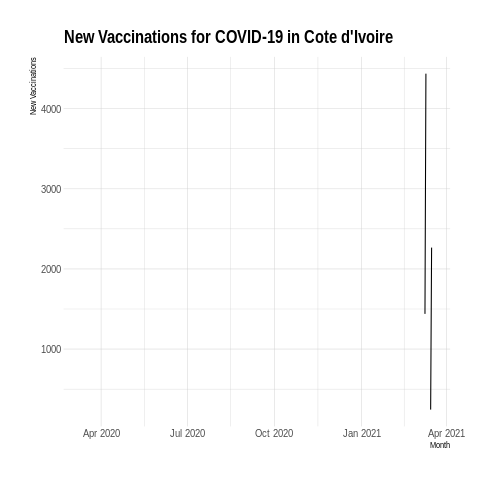 New Vaccinations for COVID-19 in Cote d'Ivoire
New Vaccinations
4000
3000
2000
1000
Apr 2020 Jul 2020 Oct 2020 Jan 2021 Apr 2021
Month